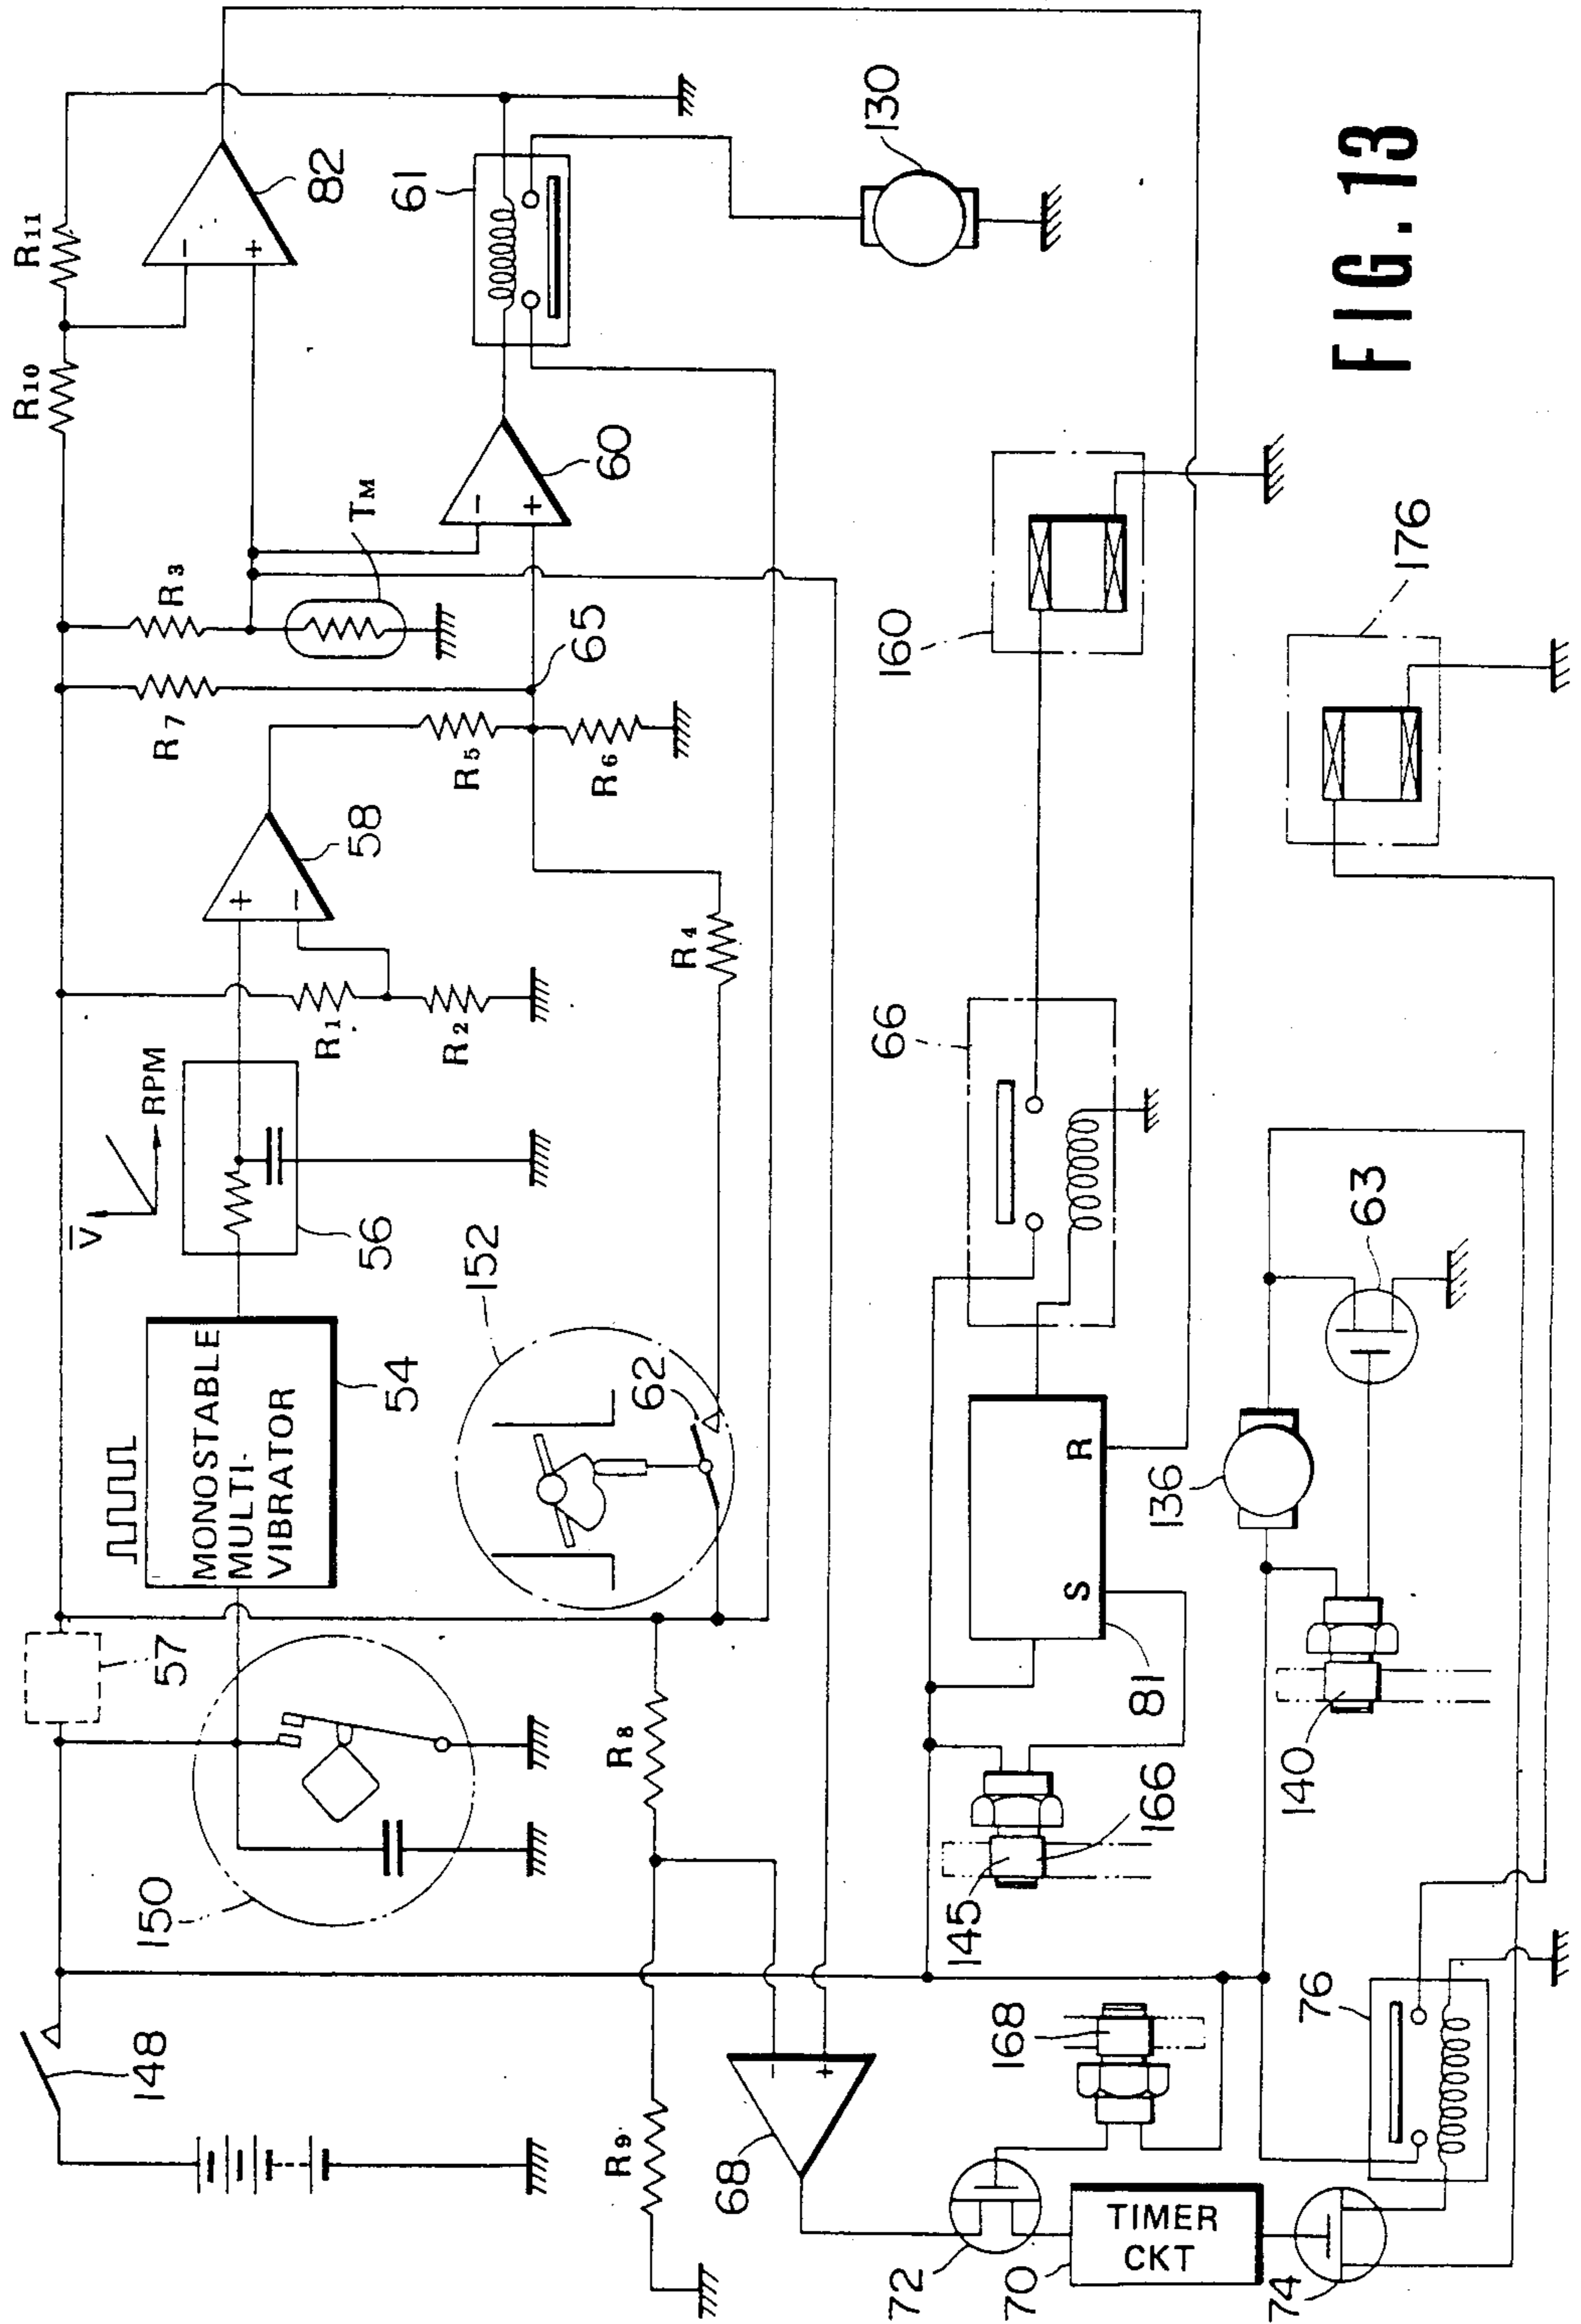 FIG. 13
148
57
R10
R11
82
MONOSTABLE
MULTI-
VIBRATOR
54
V̅
RPM
56
R1
R2
+
−
58
R7
R3
TM
R5
R6
65
−
+
60
−
+
61
130
150
152
62
R4
R8
R9
68
−
+
145
166
81
S
R
66
160
168
72
70
TIMER
CKT
74
76
136
140
63
176